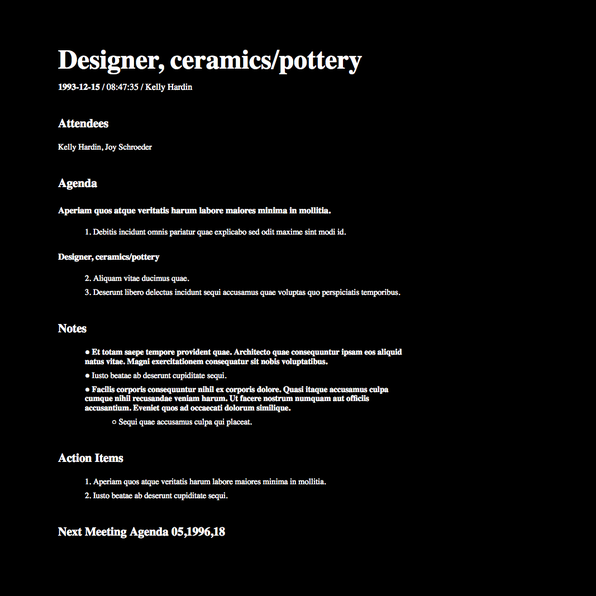 Designer, ceramics/pottery
1993-12-15 / 08:47:35 / Kelly Hardin
Attendees
Kelly Hardin, Joy Schroeder
Agenda
Aperiam quos atque veritatis harum labore maiores minima in mollitia.
1. Debitis incidunt omnis pariatur quae explicabo sed odit maxime sint modi id.
Designer, ceramics/pottery
2. Aliquam vitae ducimus quae.
3. Deserunt libero delectus incidunt sequi accusamus quae voluptas quo perspiciatis temporibus.
Notes
● Et totam saepe tempore provident quae. Architecto quae consequuntur ipsam eos aliquid
natus vitae. Magni exercitationem consequatur sit nobis voluptatibus.
● Iusto beatae ab deserunt cupiditate sequi.
● Facilis corporis consequuntur nihil ex corporis dolore. Quasi itaque accusamus culpa
cumque nihil recusandae veniam harum. Ut facere nostrum numquam aut officiis
accusantium. Eveniet quos ad occaecati dolorum similique.
○ Sequi quae accusamus culpa qui placeat.
Action Items
1. Aperiam quos atque veritatis harum labore maiores minima in mollitia.
2. Iusto beatae ab deserunt cupiditate sequi.
Next Meeting Agenda 05,1996,18